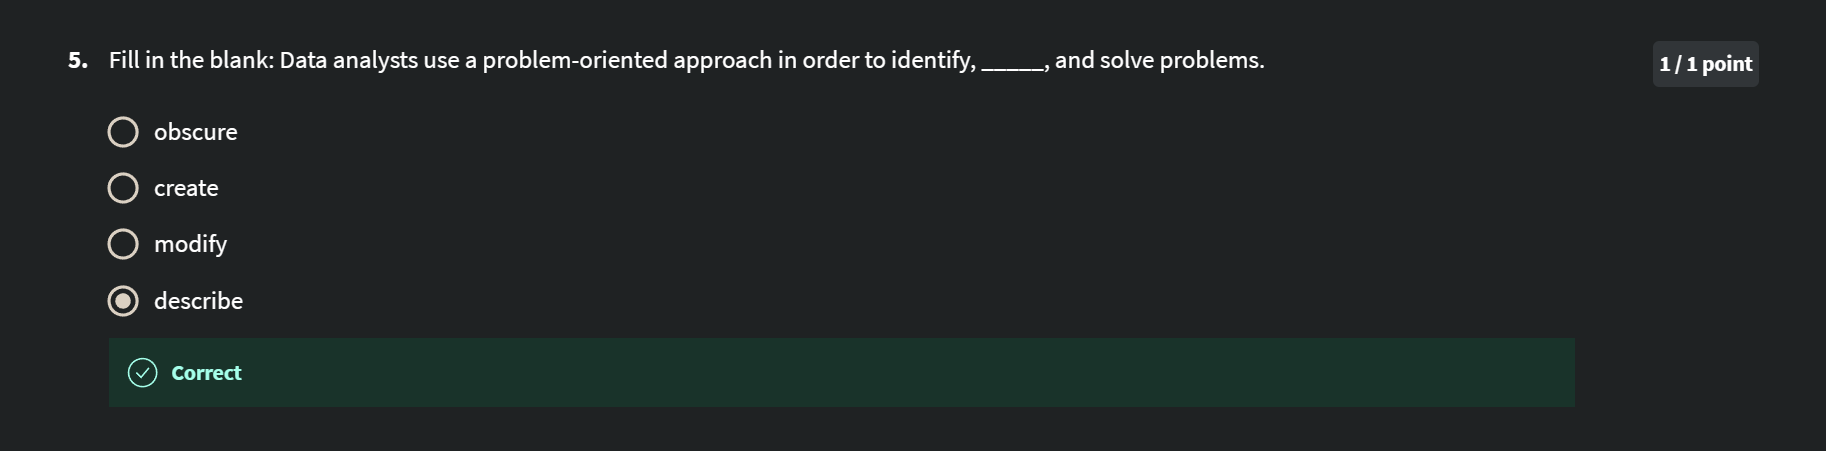 5. Fill in the blank: Data analysts use a problem-oriented approach in order to identify, _____, and solve problems.
1 / 1 point
obscure
create
modify
describe
Correct